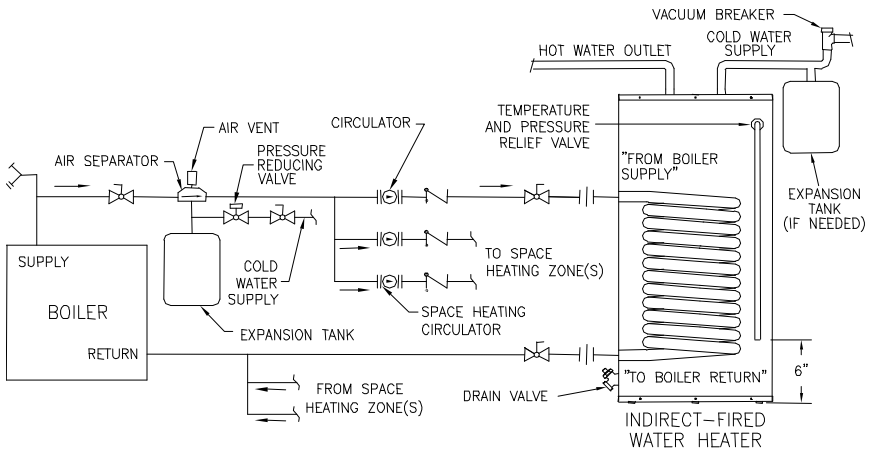 VACUUM BREAKER
HOT WATER OUTLET
COLD WATER
SUPPLY
TEMPERATURE
AND PRESSURE
RELIEF VALVE
CIRCULATOR
AIR VENT
PRESSURE
REDUCING
VALVE
AIR SEPARATOR
"FROM BOILER
SUPPLY"
EXPANSION
TANK
(IF NEEDED)
SUPPLY
BOILER
RETURN
COLD
WATER
SUPPLY
TO SPACE
HEATING ZONE(S)
SPACE HEATING
CIRCULATOR
EXPANSION TANK
FROM SPACE
HEATING ZONE(S)
"TO BOILER RETURN"
6"
DRAIN VALVE
INDIRECT-FIRED
WATER HEATER